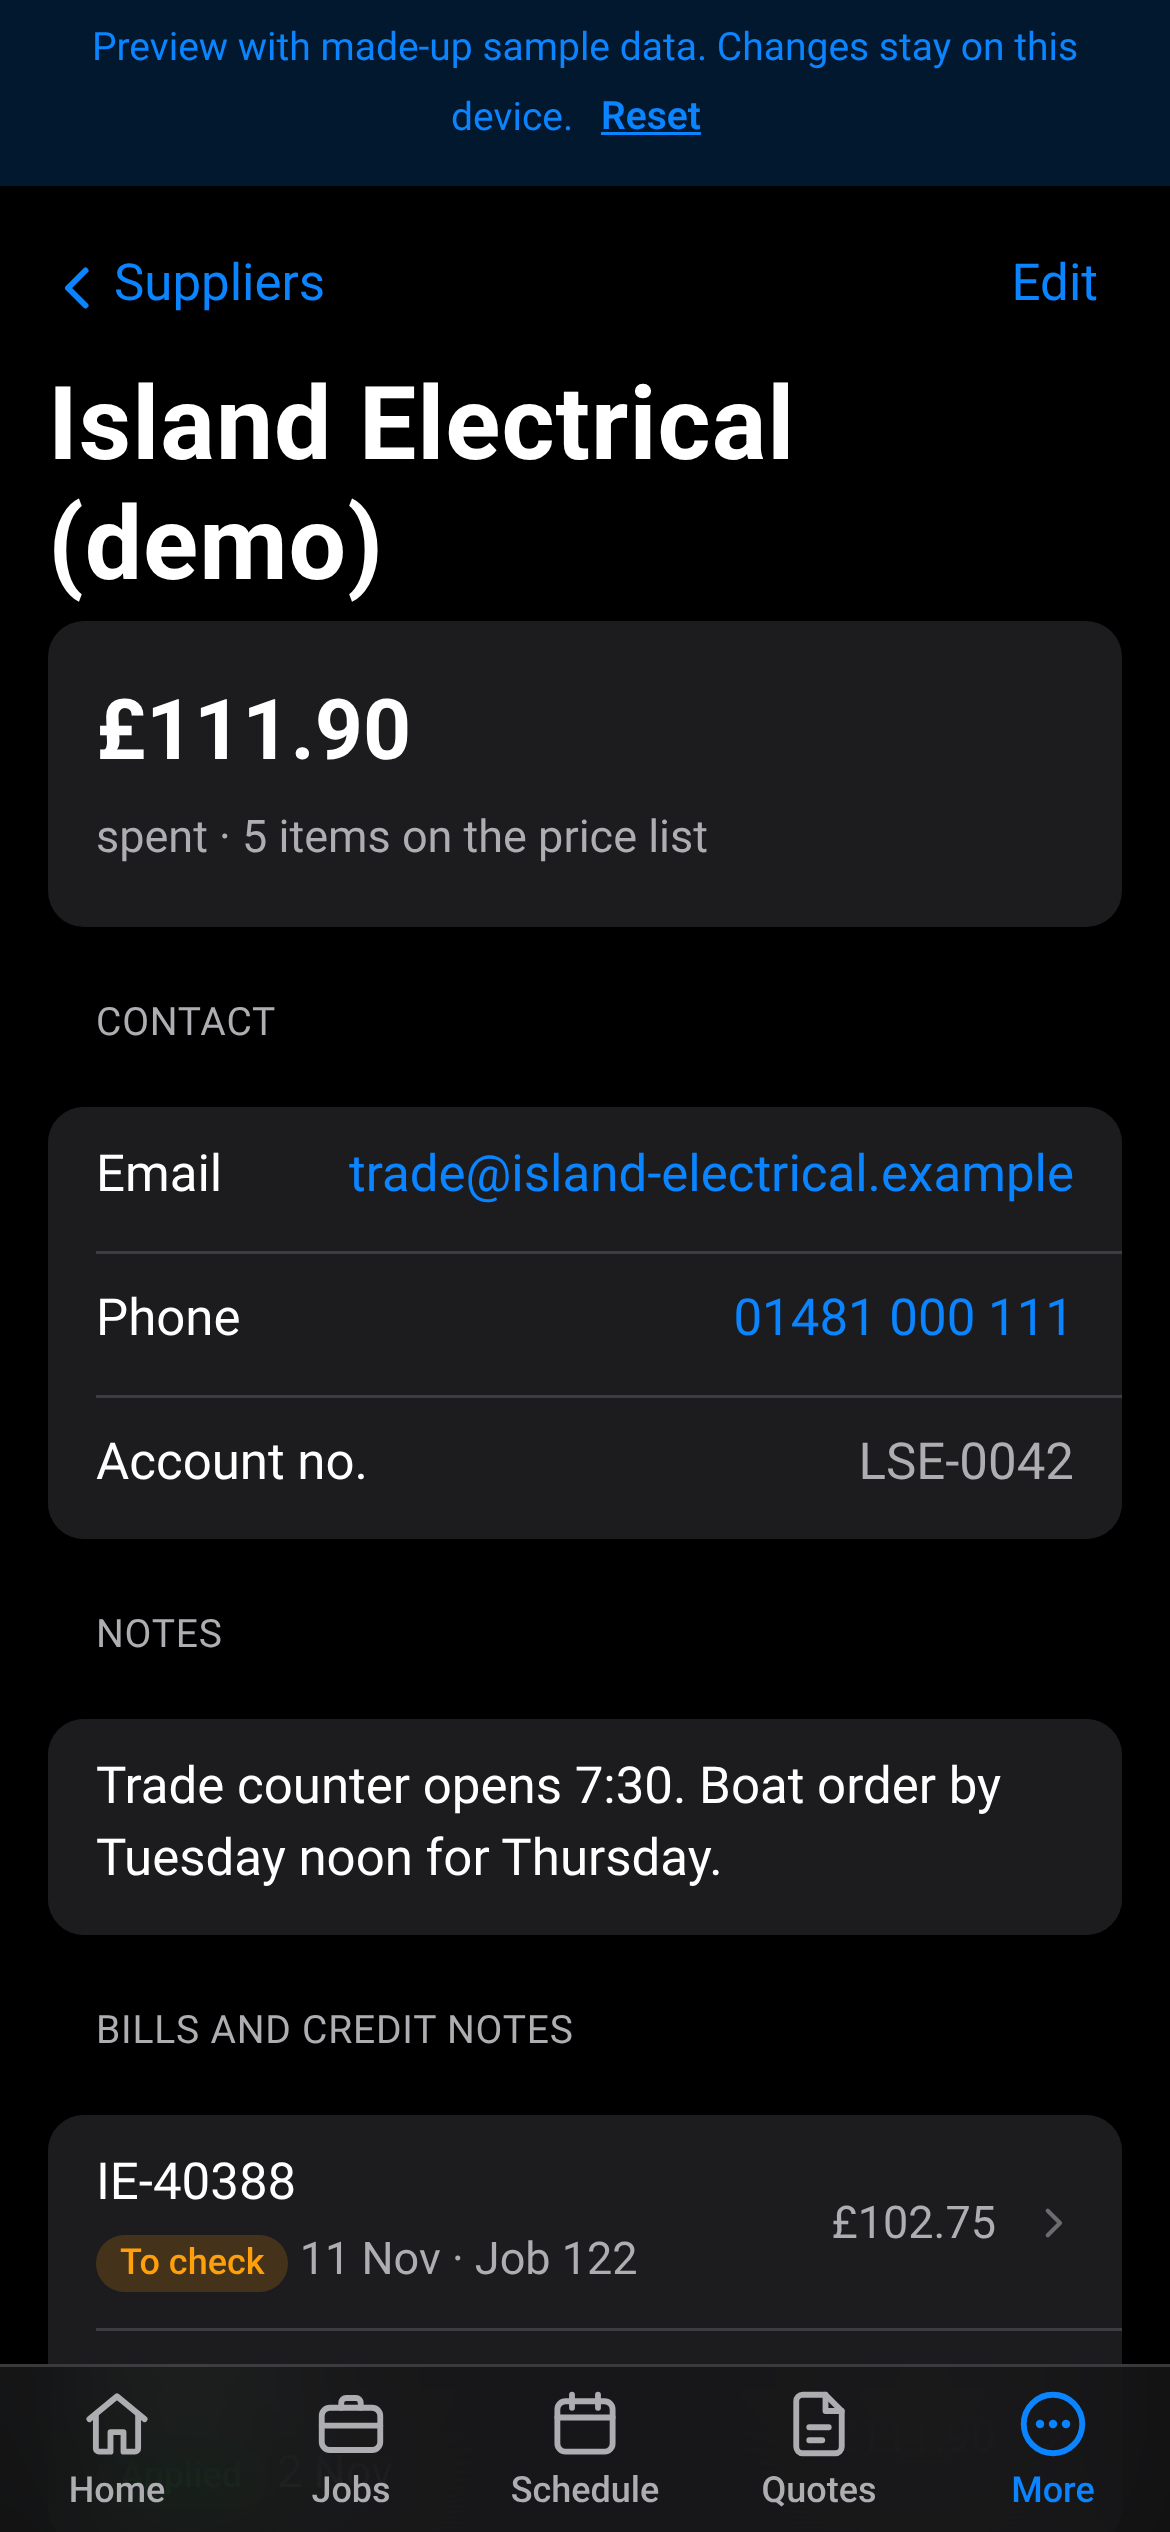 Preview with made-up sample data. Changes stay on this
device. Reset
Suppliers
Edit
Island Electrical
(demo)
£111.90
spent · 5 items on the price list
CONTACT
Email trade@island-electrical.example
Phone 01481 000 111
Account no. LSE-0042
NOTES
Trade counter opens 7:30. Boat order by
Tuesday noon for Thursday.
BILLS AND CREDIT NOTES
IE-40388
£102.75
To check 11 Nov · Job 122
Applied 2 Nov
Home Jobs Schedule Quotes More